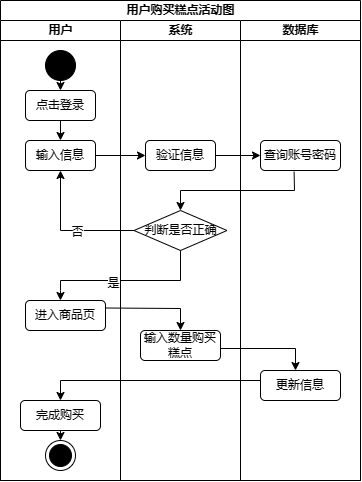 用户购买糕点活动图
用户 系统 数据库
点击登录
输入信息 验证信息 查询账号密码
否 判断是否正确
是
进入商品页
输入数量购买
糕点
更新信息
完成购买